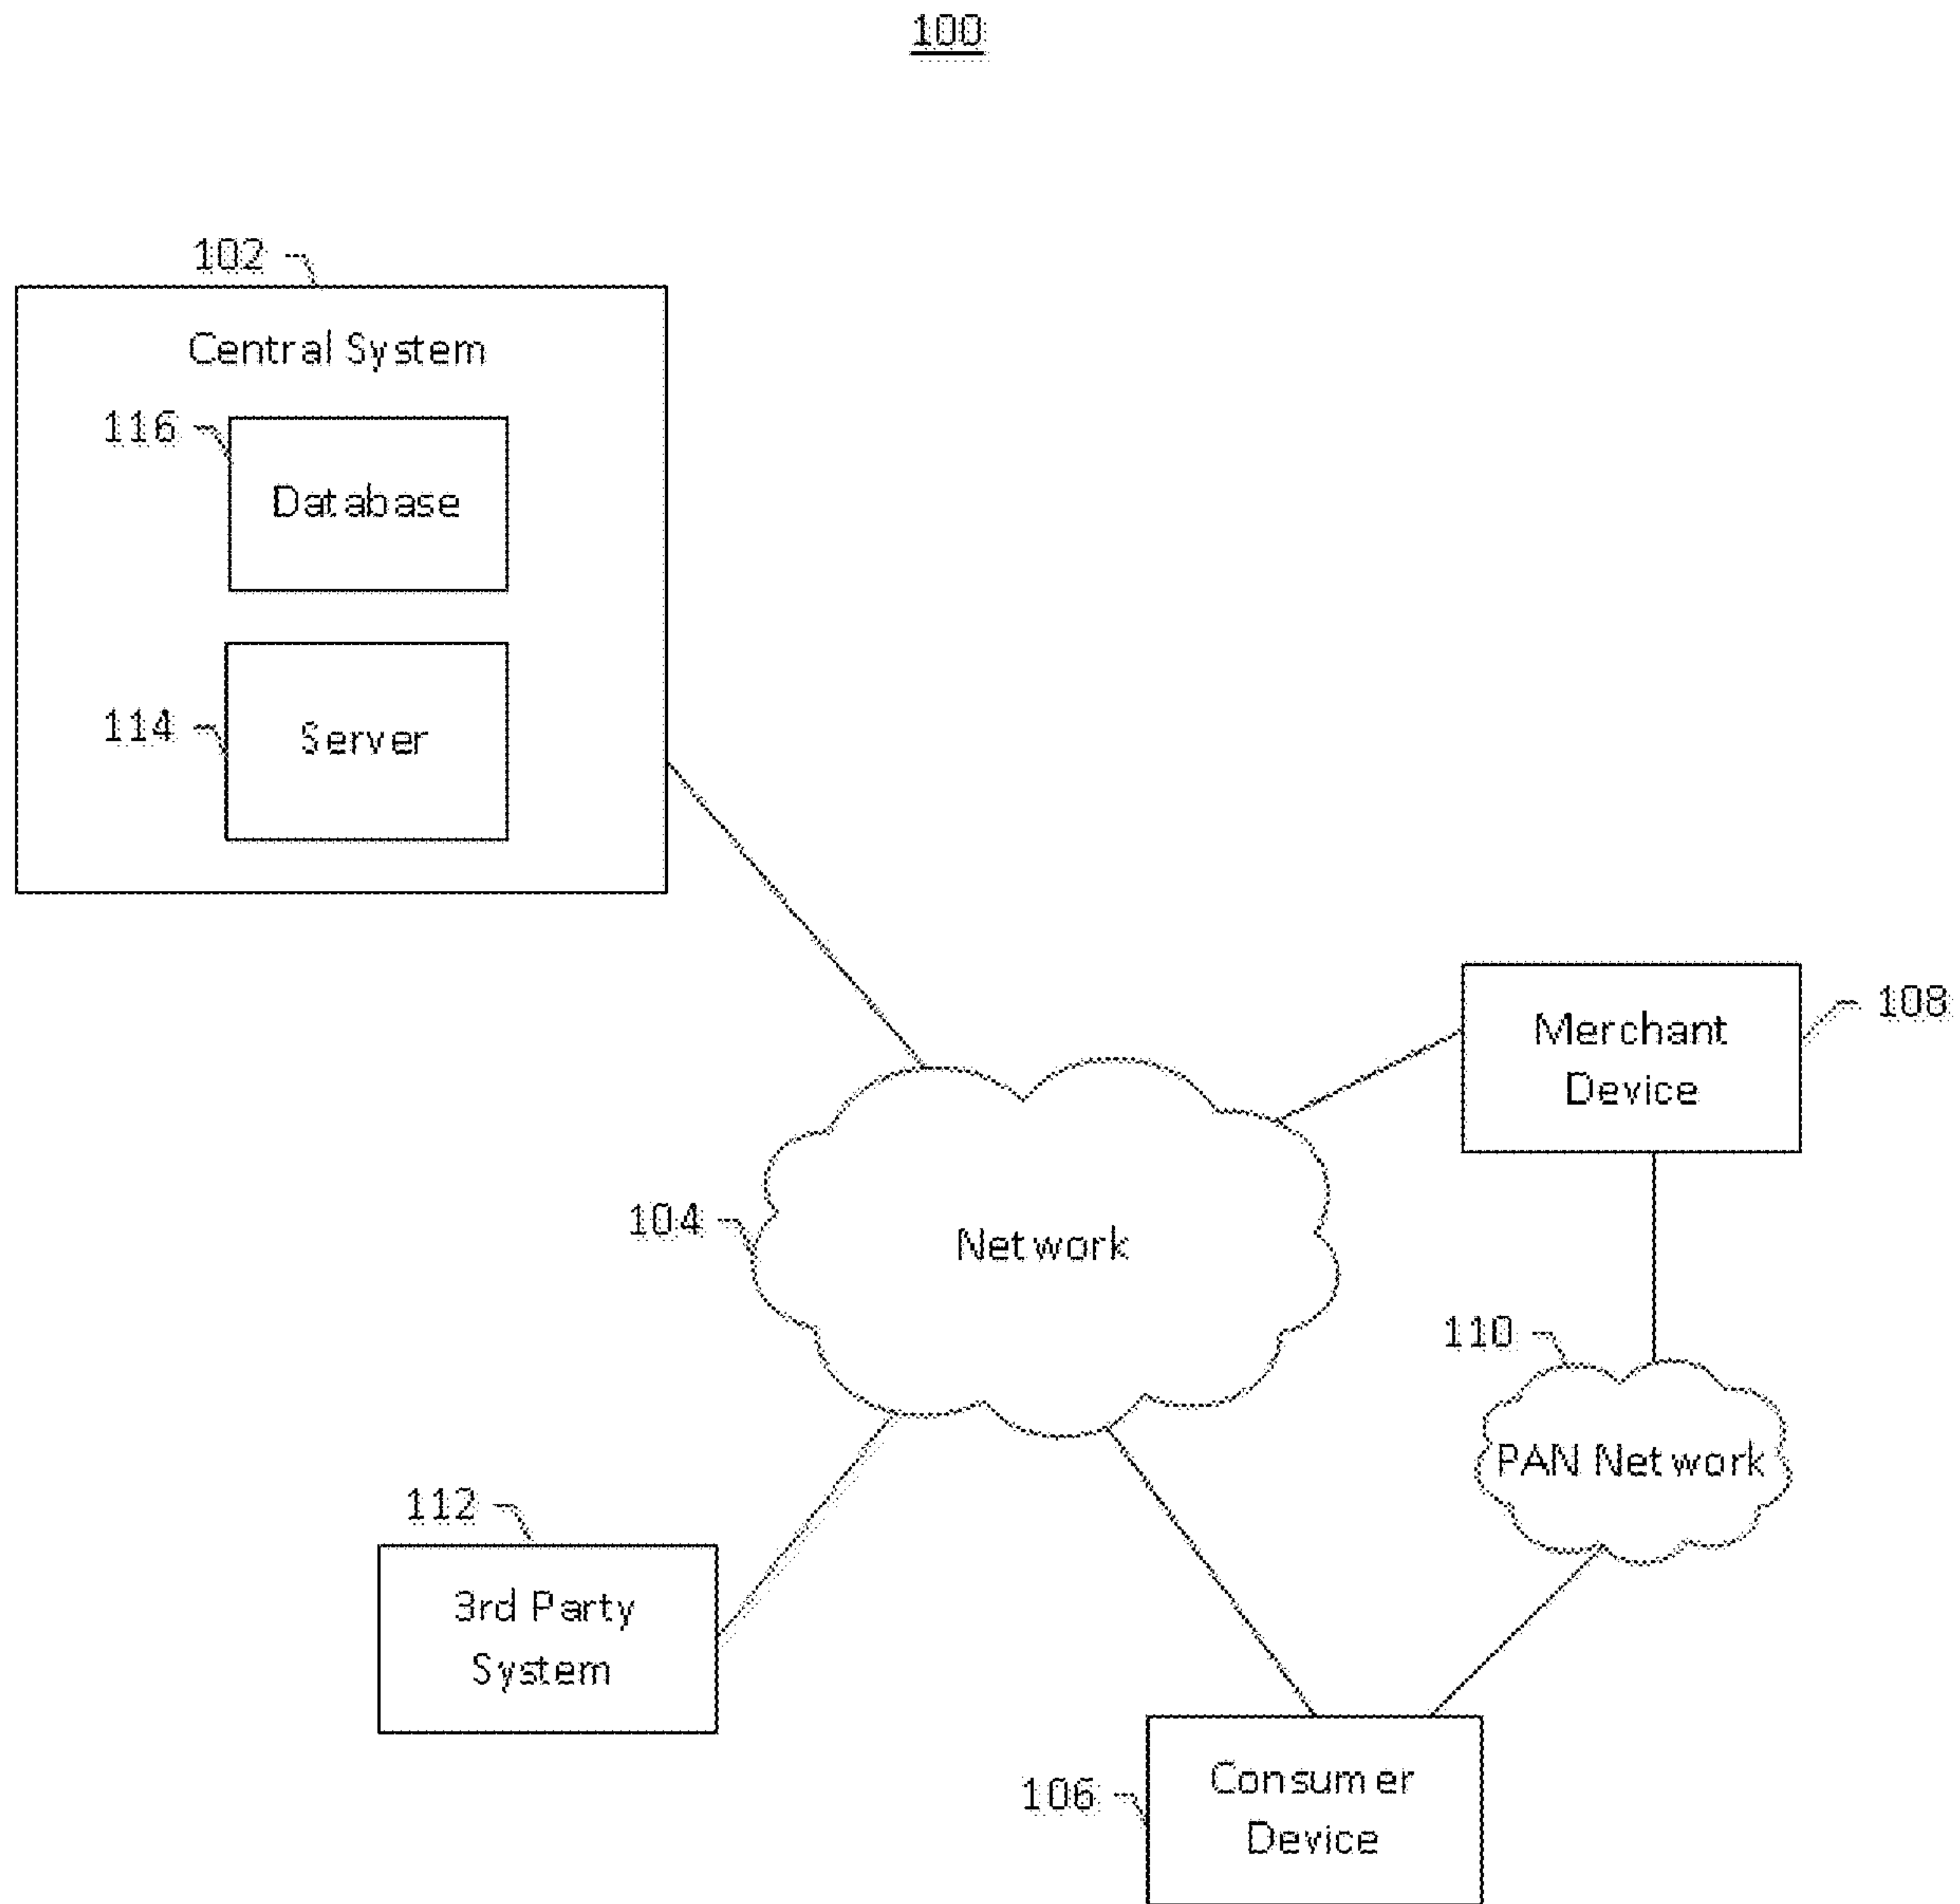 100
102
Central System
116
Database
114
Server
Merchant
Device
108
104
Network
110
PAN Network
112
3rd Party
System
106
Consumer
Device